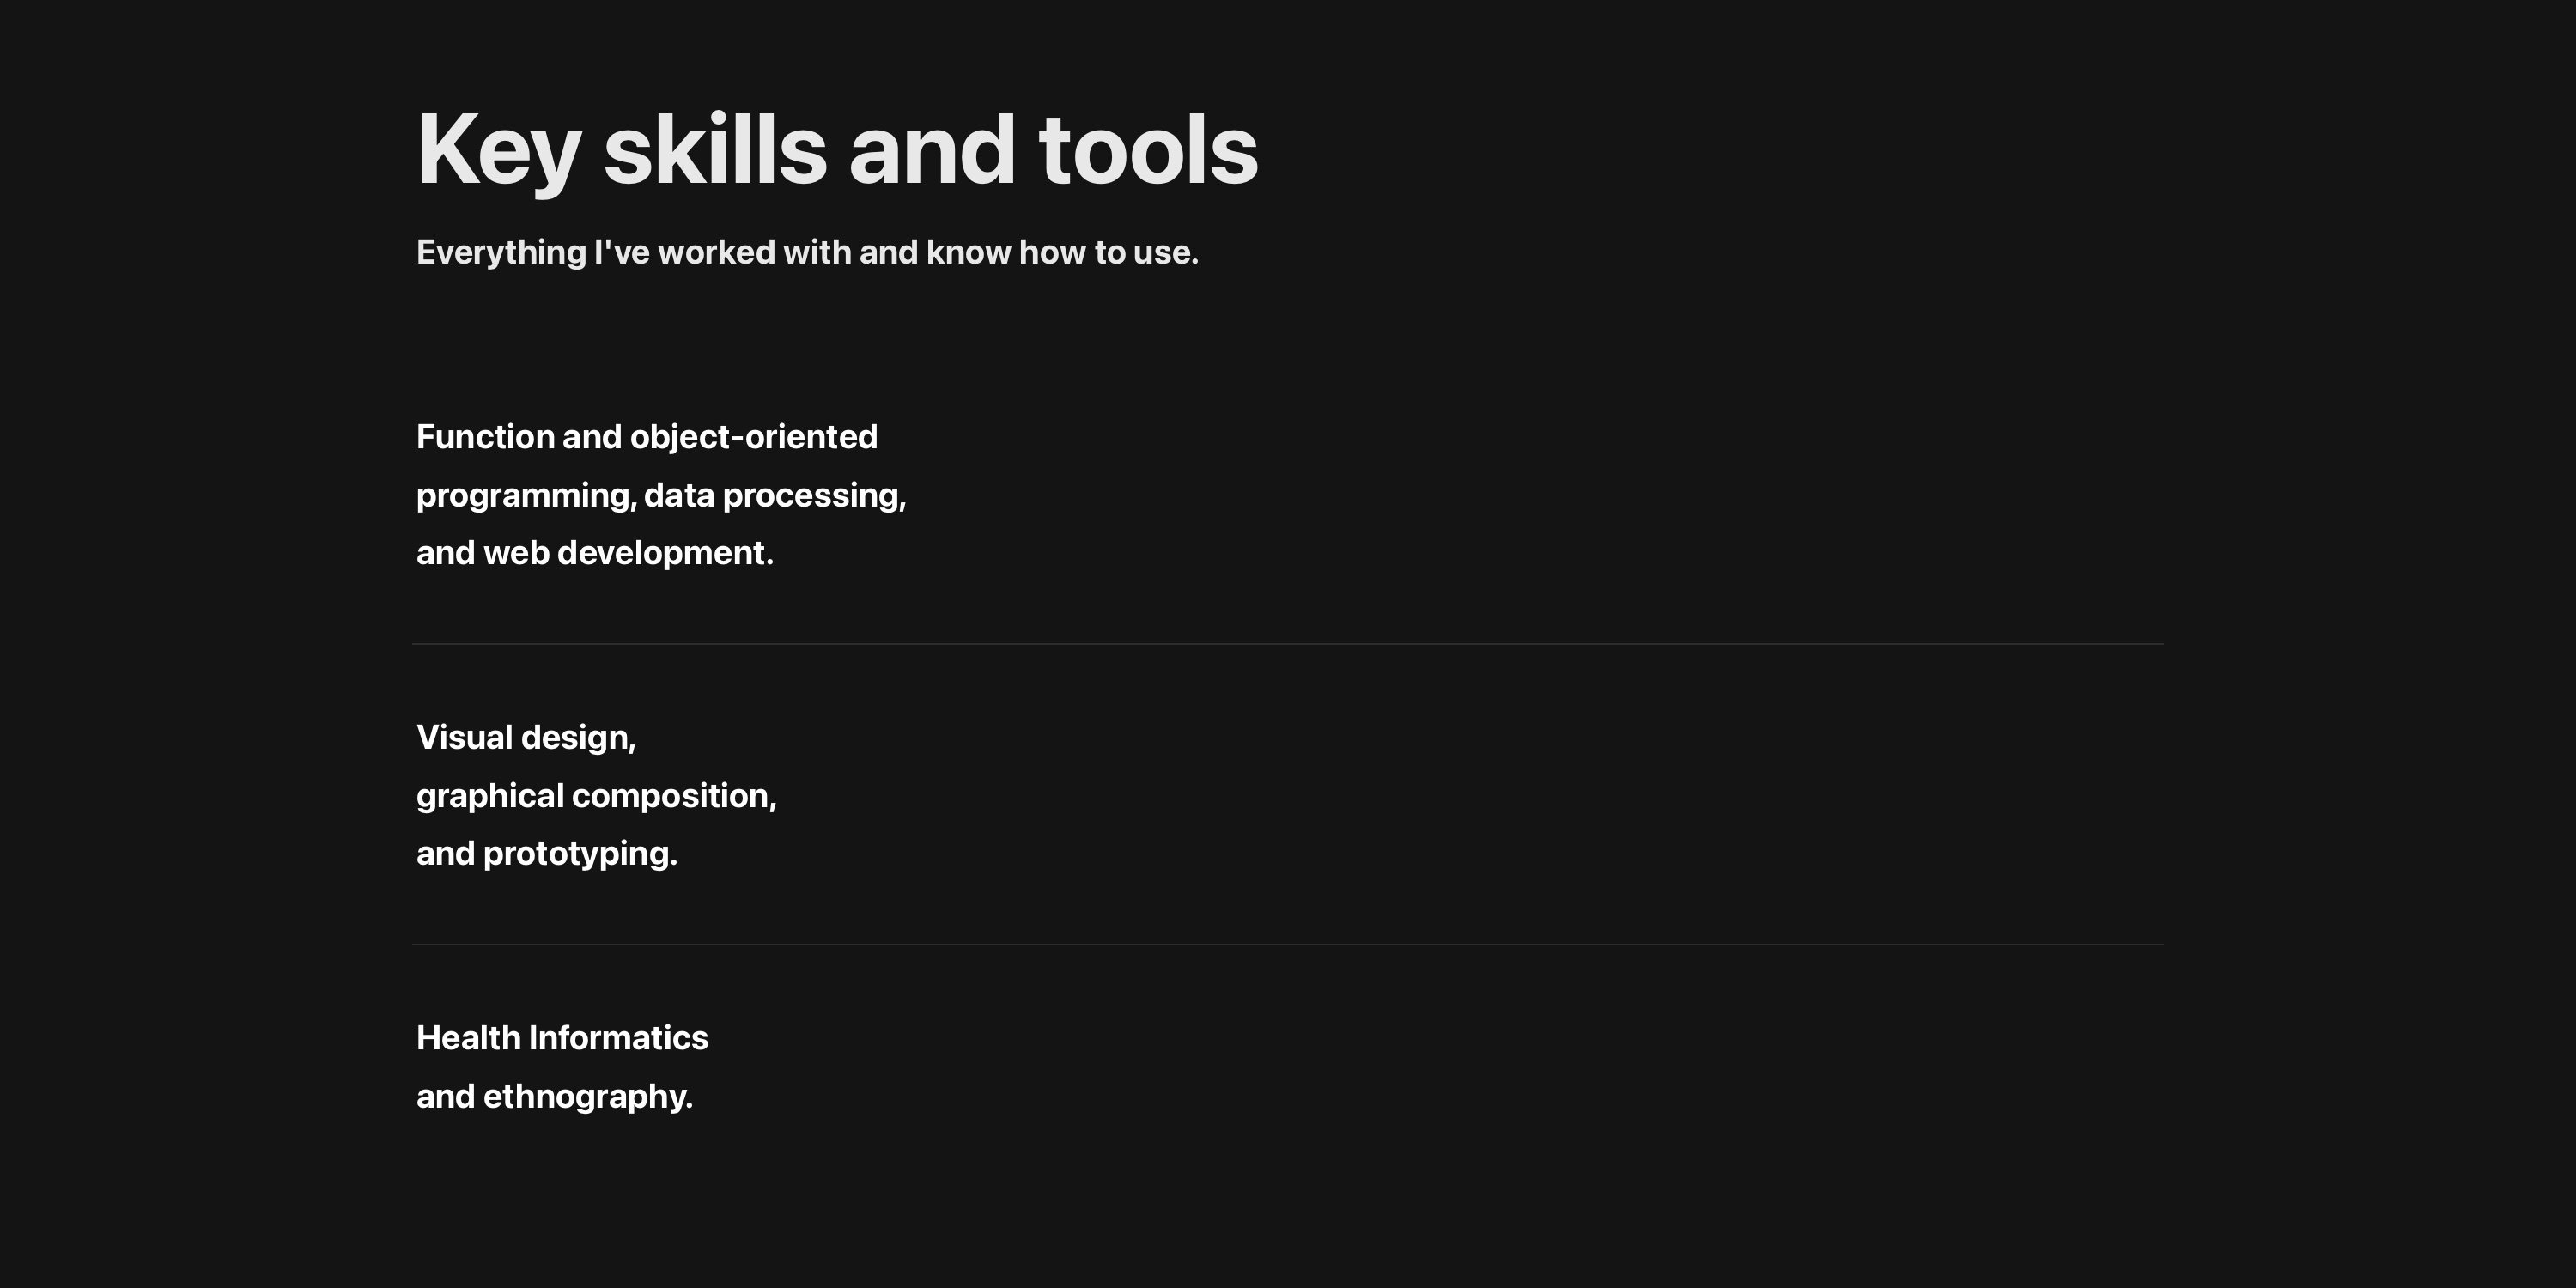 Key skills and tools
Everything I've worked with and know how to use.
Function and object-oriented
programming, data processing,
and web development.
Visual design,
graphical composition,
and prototyping.
Health Informatics
and ethnography.